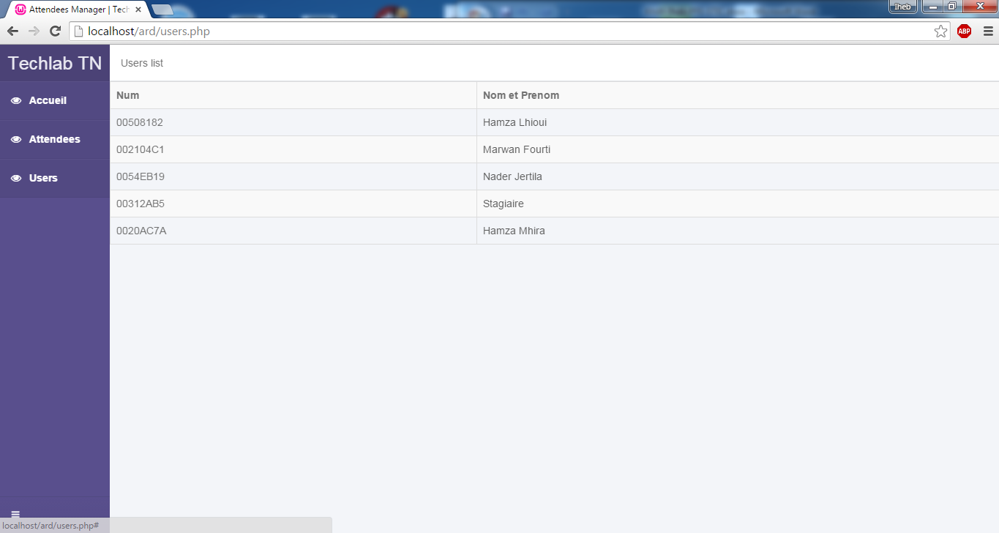 Attendees Manager | Tech
Iheb
localhost/ard/users.php
ABP
Techlab TN
Users list
Accueil
Attendees
Users
Num Nom et Prenom
00508182 Hamza Lhioui
002104C1 Marwan Fourti
0054EB19 Nader Jertila
00312AB5 Stagiaire
0020AC7A Hamza Mhira
localhost/ard/users.php#